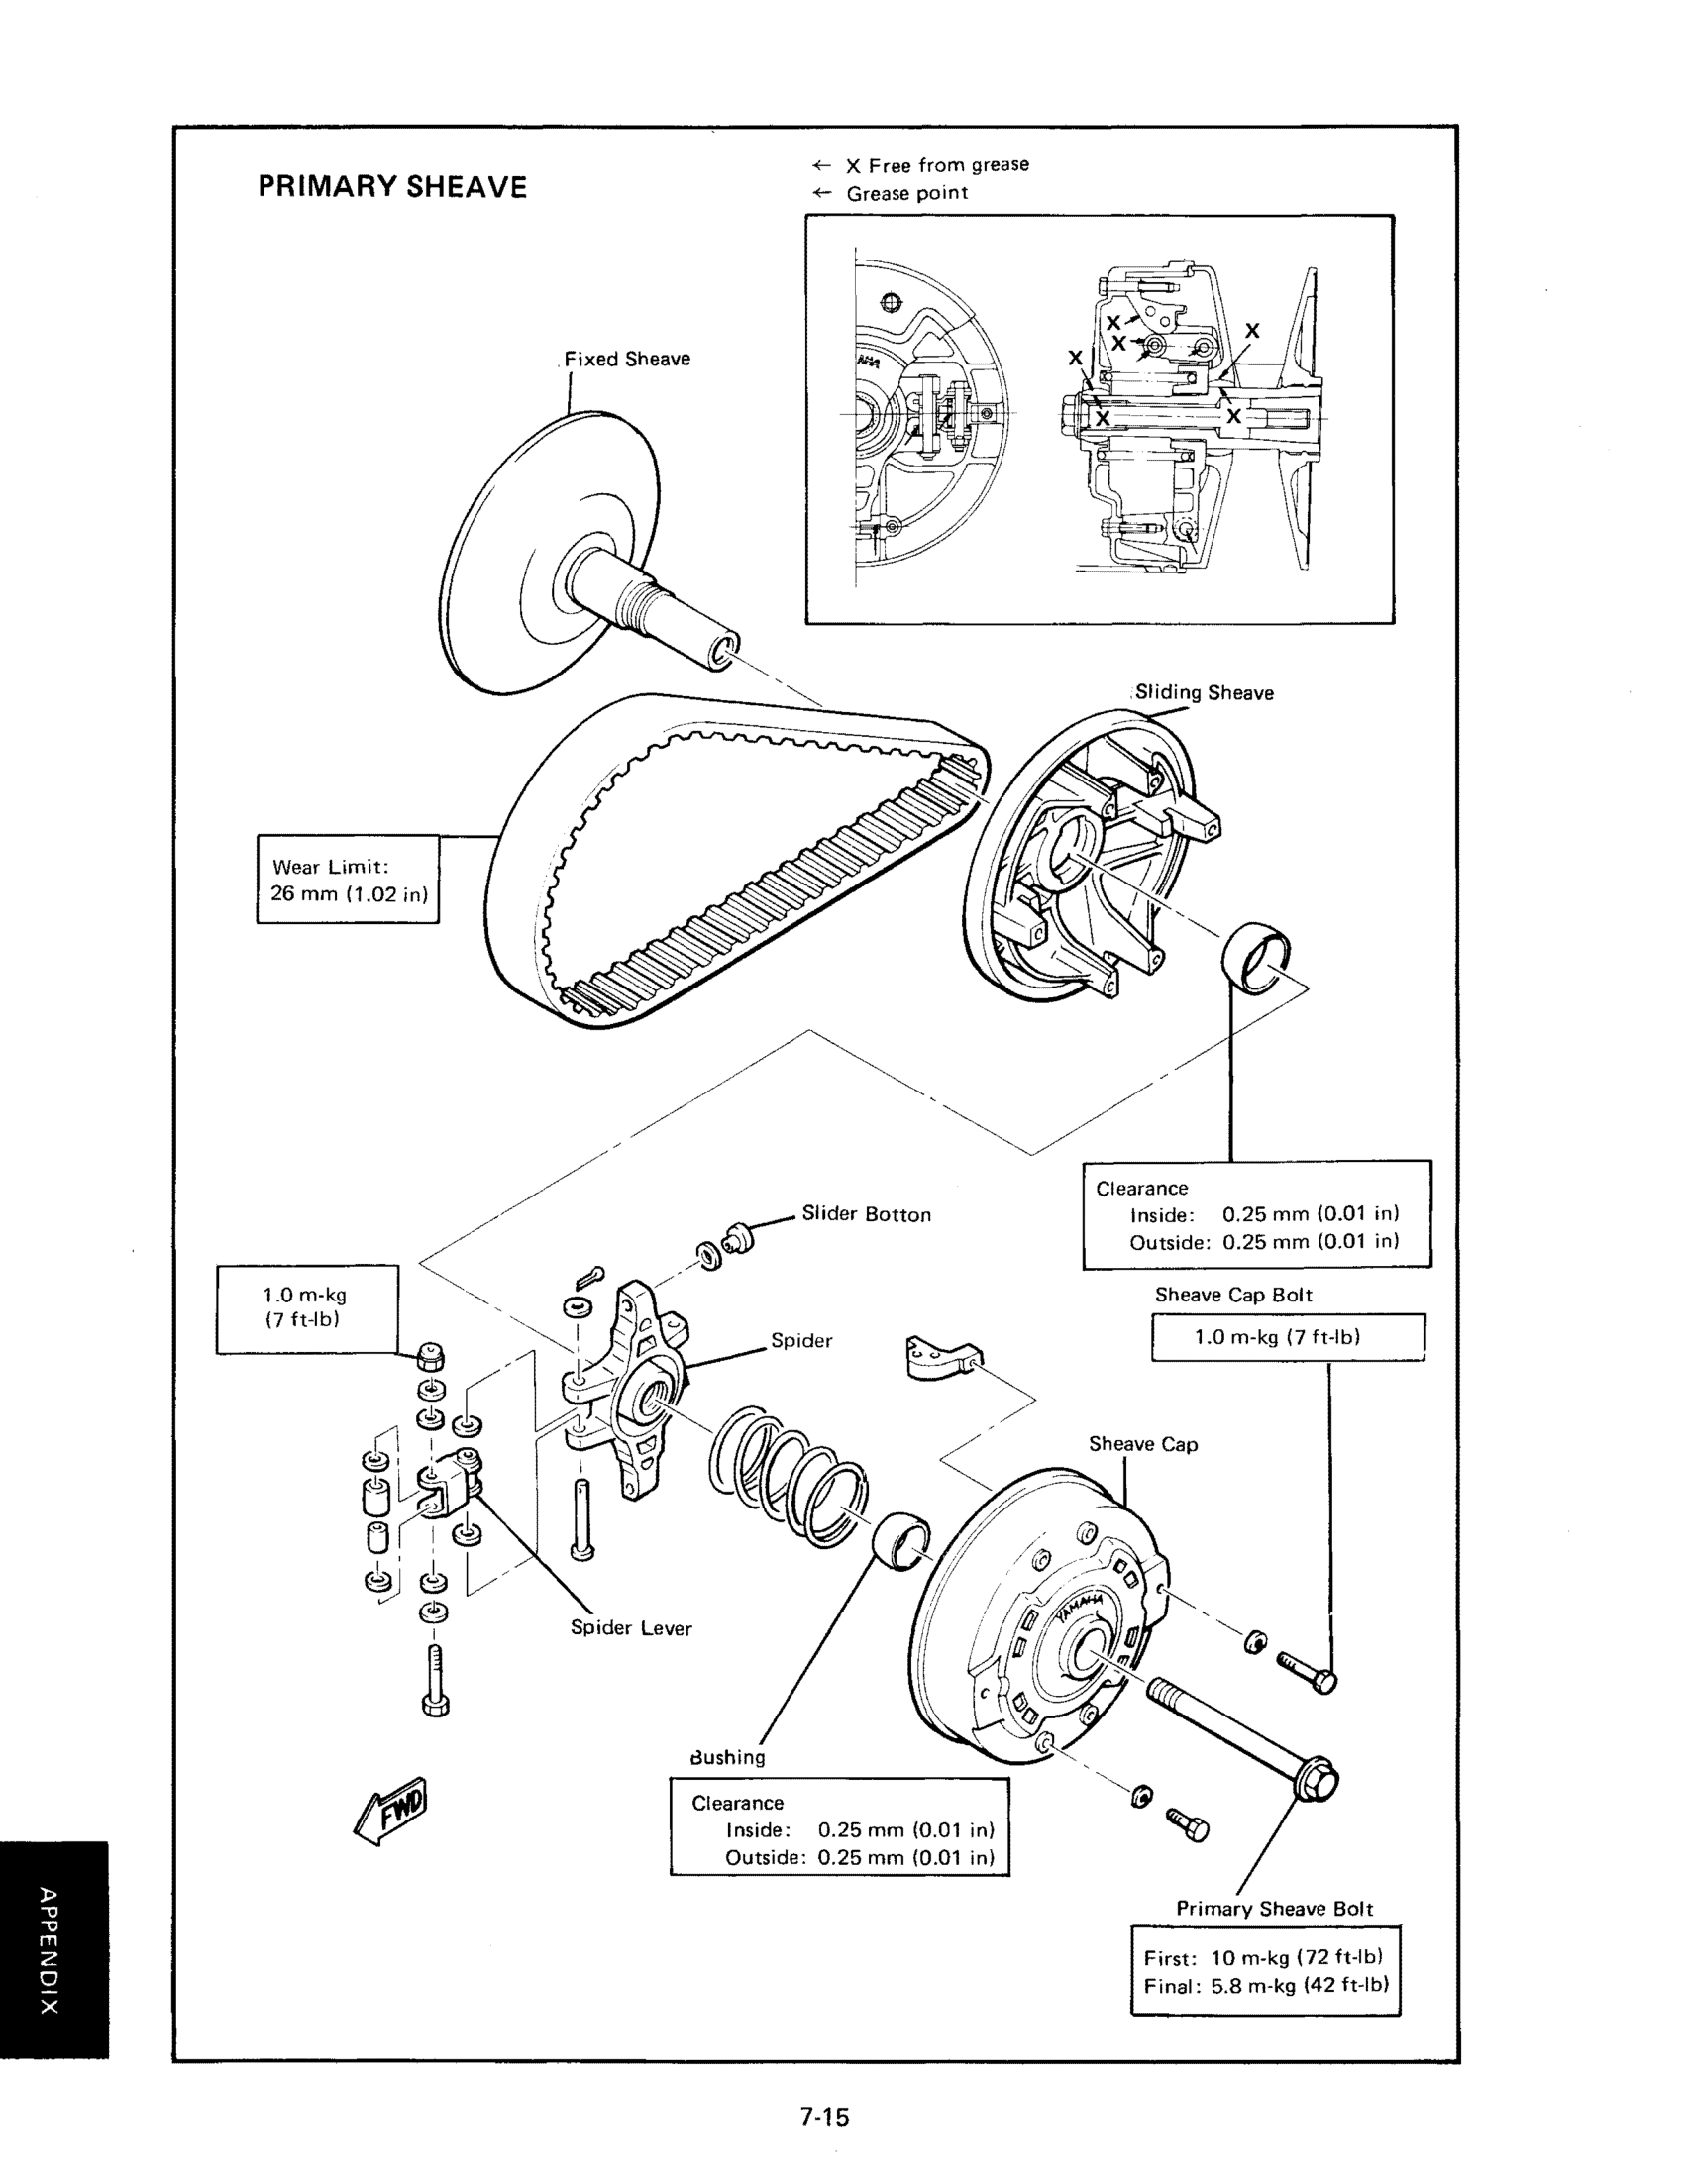 PRIMARY SHEAVE
← X Free from grease
← Grease point
X
X
X
X
X
X
Fixed Sheave
Sliding Sheave
Wear Limit:
26 mm (1.02 in)
Clearance
Inside: 0.25 mm (0.01 in)
Outside: 0.25 mm (0.01 in)
Slider Botton
Sheave Cap Bolt
1.0 m-kg (7 ft-lb)
1.0 m-kg
(7 ft-lb)
Spider
Sheave Cap
YAMAHA
Spider Lever
Bushing
Clearance
Inside: 0.25 mm (0.01 in)
Outside: 0.25 mm (0.01 in)
FWD
Primary Sheave Bolt
First: 10 m-kg (72 ft-lb)
Final: 5.8 m-kg (42 ft-lb)
APPENDIX
7-15